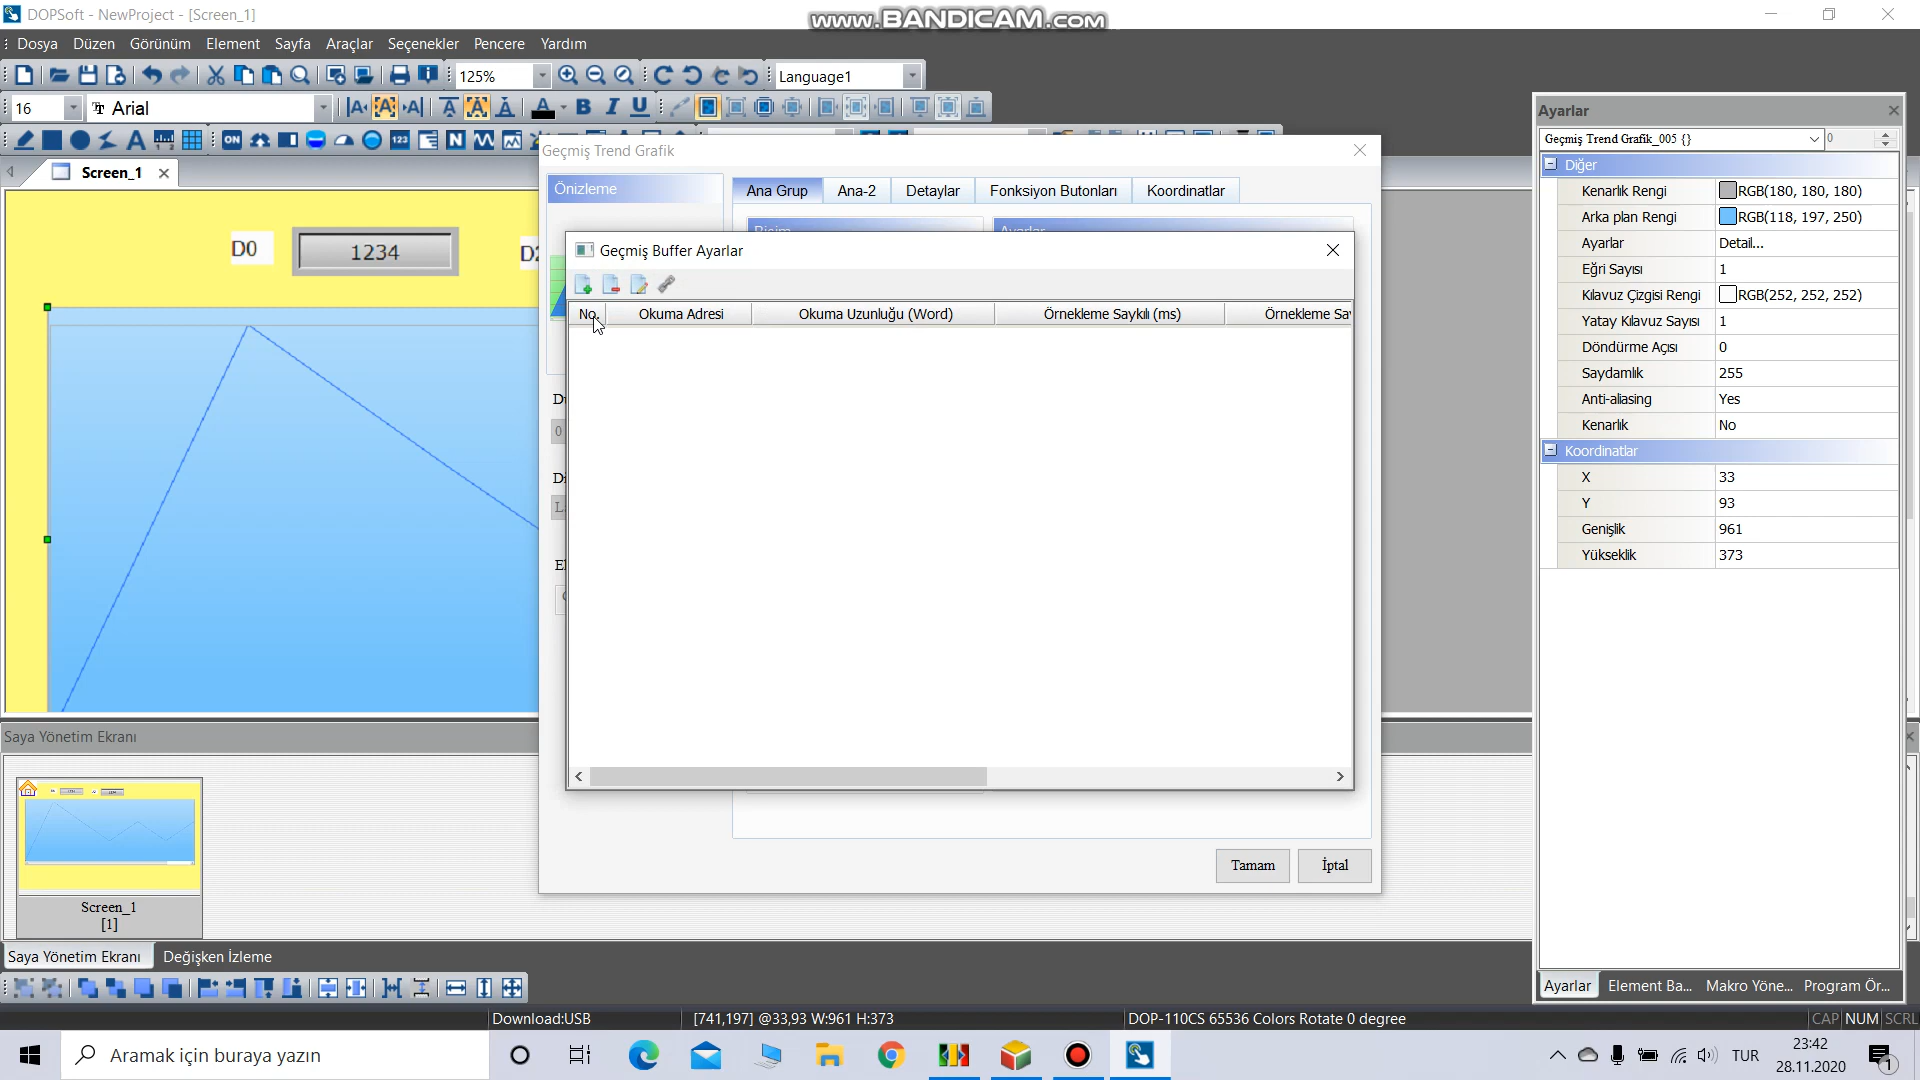 DOPSoft - NewProject - [Screen_1]
www.BANDICAM.com
Dosya Düzen Görünüm Element Sayfa Araçlar Seçenekler Pencere Yardım
125%
Language1
16
Arial
Screen_1
D0
1234
Geçmiş Trend Grafik
Önizleme
Ana Grup
Ana-2
Detaylar
Fonksiyon Butonları
Koordinatlar
Geçmiş Buffer Ayarlar
No.
Okuma Adresi
Okuma Uzunluğu (Word)
Örnekleme Saykılı (ms)
Tamam
İptal
Ayarlar
Geçmiş Trend Grafik_005 {}
0
Diğer
Kenarlık Rengi RGB(180, 180, 180)
Arka plan Rengi RGB(118, 197, 250)
Ayarlar Detail...
Eğri Sayısı 1
Kılavuz Çizgisi Rengi RGB(252, 252, 252)
Yatay Kılavuz Sayısı 1
Döndürme Açısı 0
Saydamlık 255
Anti-aliasing Yes
Kenarlık No
Koordinatlar
X 33
Y 93
Genişlik 961
Yükseklik 373
Ayarlar Element Ba... Makro Yöne... Program Ör...
Saya Yönetim Ekranı
Screen_1
[1]
Saya Yönetim Ekranı Değişken İzleme
Download:USB
[741,197] @33,93 W:961 H:373
DOP-110CS 65536 Colors Rotate 0 degree
CAP NUM SCRL
Aramak için buraya yazın
TUR
23:42
28.11.2020
1